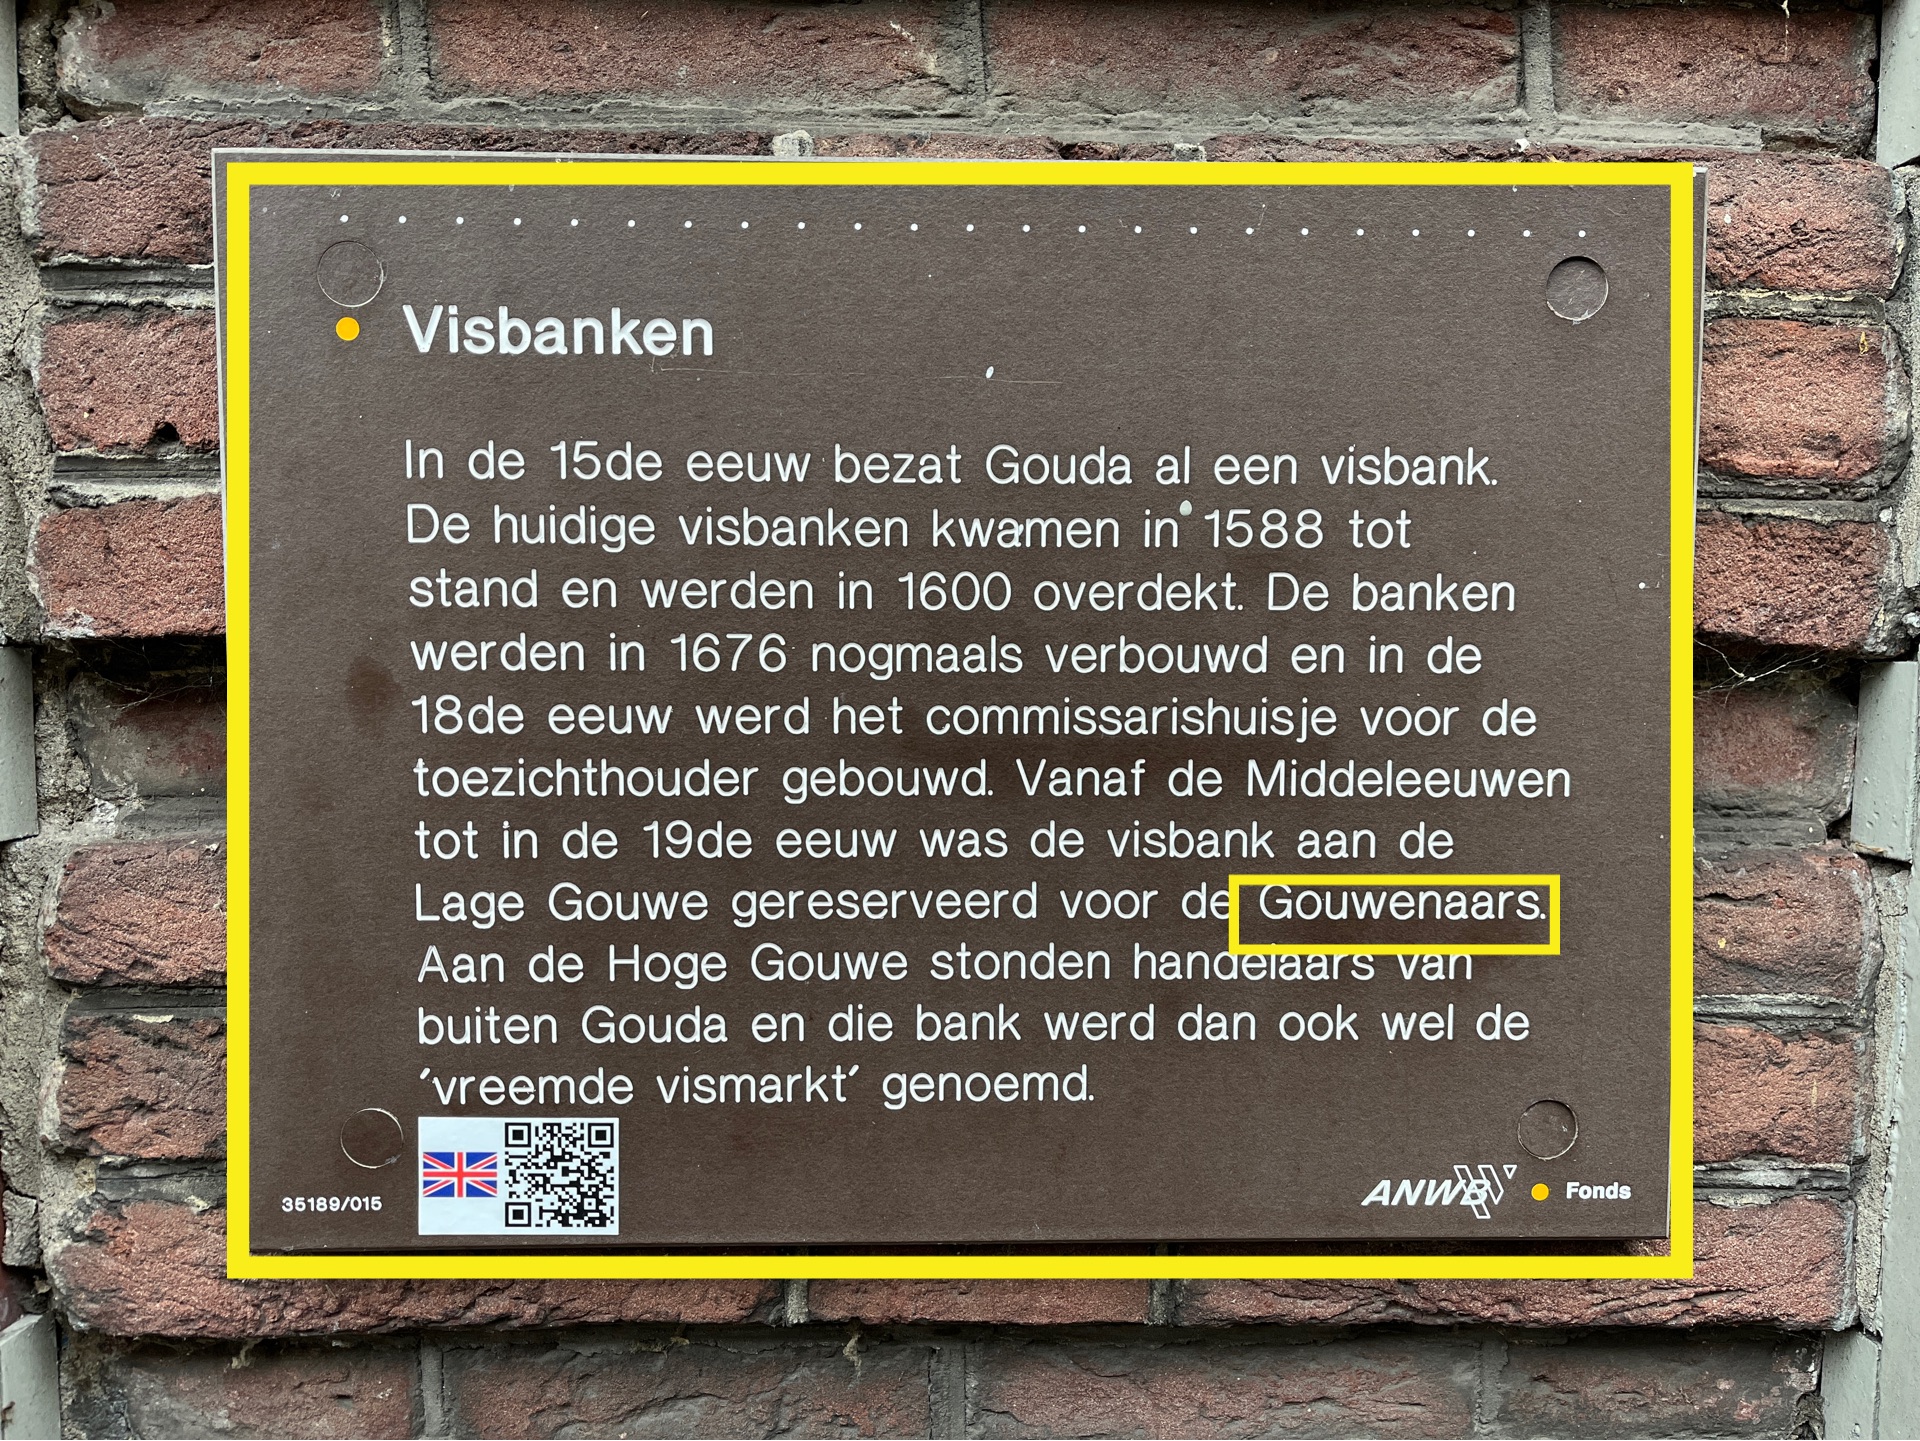 Visbanken
In de 15de eeuw bezat Gouda al een visbank.
De huidige visbanken kwamen in 1588 tot
stand en werden in 1600 overdekt. De banken
werden in 1676 nogmaals verbouwd en in de
18de eeuw werd het commissarishuisje voor de
toezichthouder gebouwd. Vanaf de Middeleeuwen
tot in de 19de eeuw was de visbank aan de
Lage Gouwe gereserveerd voor de Gouwenaars.
Aan de Hoge Gouwe stonden handelaars van
buiten Gouda en die bank werd dan ook wel de
'vreemde vismarkt' genoemd.
35189/015
ANWB Fonds